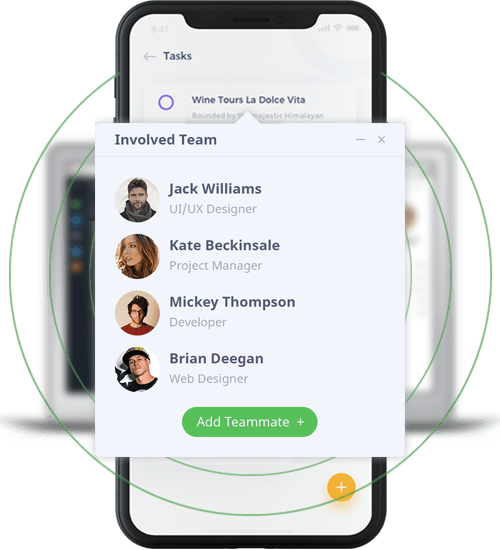 9:41
Tasks
Wine Tours La Dolce Vita
Bounded by majestic Himalayan
Involved Team
Jack Williams
UI/UX Designer
Kate Beckinsale
Project Manager
Mickey Thompson
Developer
Brian Deegan
Web Designer
Add Teammate +